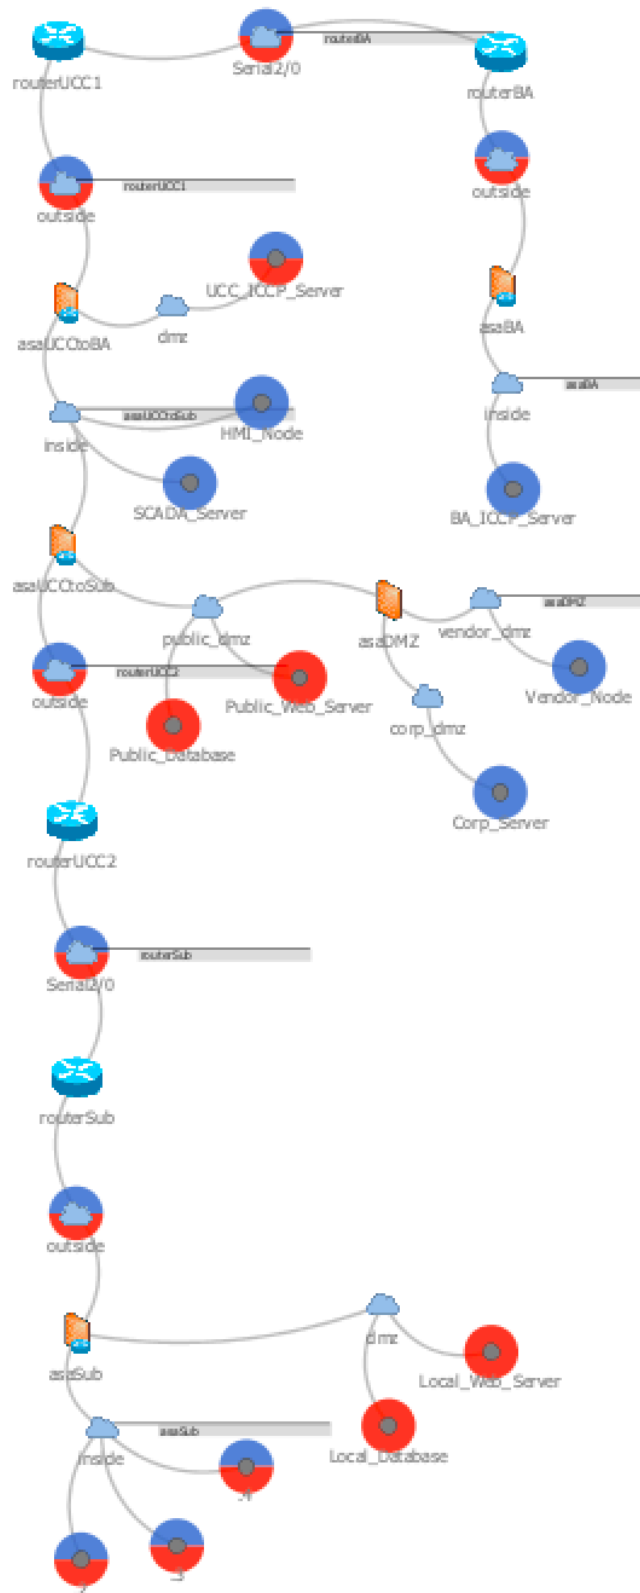 routerBA
Serial2/0
routerUCC1
routerBA
routerUCC1
outside
outside
UCC_ICCP_Server
dmz
asaUCCtoBA
asaBA
asaBA
inside
asaUCCtoSub
HMI_Node
inside
SCADA_Server
BA_ICCP_Server
asaUCCtoSub
asaDMZ
vendor_dmz
public_dmz
asaDMZ
routerUCC2
outside
Public_Web_Server
Vendor_Node
corp_dmz
Public_Database
Corp_Server
routerUCC2
routerSub
Serial2/0
routerSub
outside
dmz
asaSub
Local_Web_Server
asaSub
inside
Local_Database
.4
.3
.2